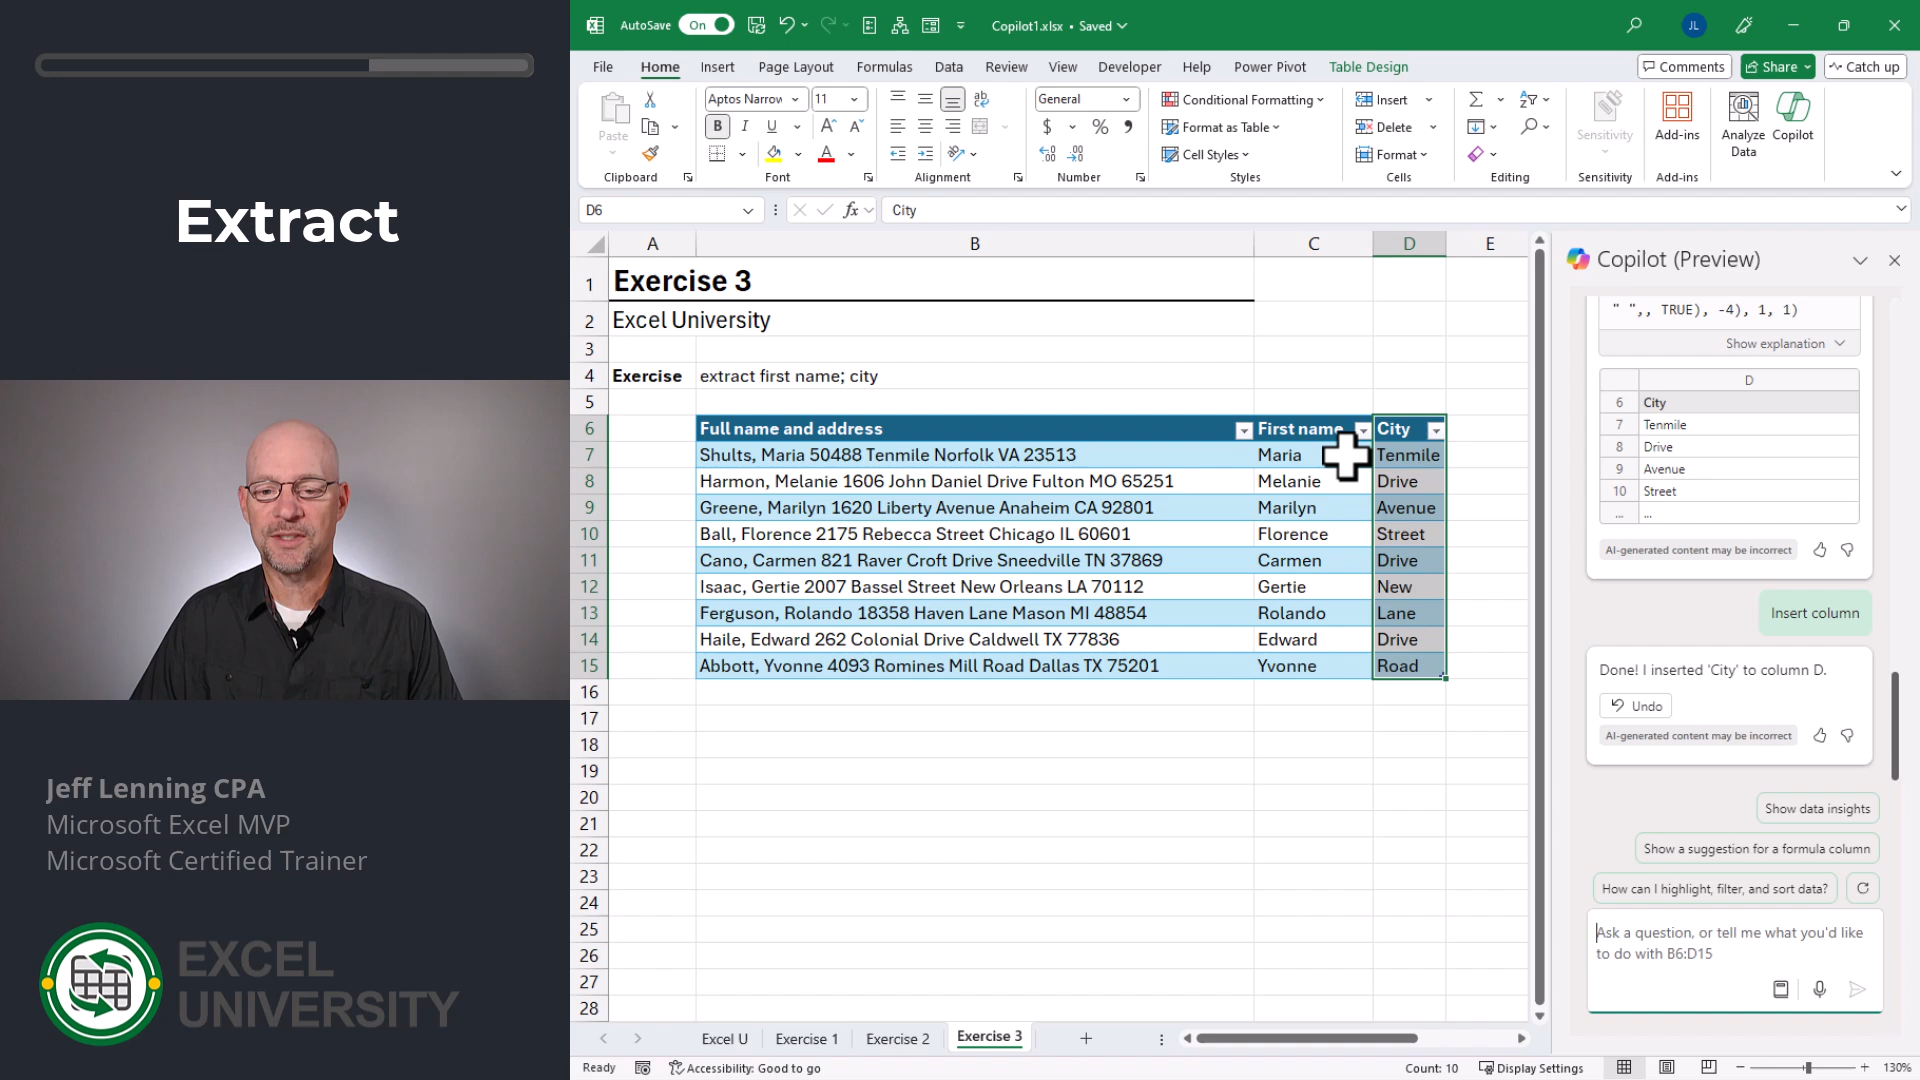 Extract
Jeff Lenning CPA
Microsoft Excel MVP
Microsoft Certified Trainer
EXCEL
UNIVERSITY
AutoSave On Copilot1.xlsx • Saved JL
File Home Insert Page Layout Formulas Data Review View Developer Help Power Pivot Table Design Comments Share Catch up
Paste
Clipboard
Aptos Narrow 11
B I U A A
A
Font
ab
Alignment
General
$ % ,
.00 .00
Number
Conditional Formatting
Format as Table
Cell Styles
Styles
Insert
Delete
Format
Cells
Editing
Sensitivity
Sensitivity
Add-ins
Add-ins
Analyze
Data
Copilot
D6 fx City
A B C D E
1 Exercise 3
2 Excel University
3
4 Exercise extract first name; city
5
6 Full name and address First name City
7 Shults, Maria 50488 Tenmile Norfolk VA 23513 Maria Tenmile
8 Harmon, Melanie 1606 John Daniel Drive Fulton MO 65251 Melanie Drive
9 Greene, Marilyn 1620 Liberty Avenue Anaheim CA 92801 Marilyn Avenue
10 Ball, Florence 2175 Rebecca Street Chicago IL 60601 Florence Street
11 Cano, Carmen 821 Raver Croft Drive Sneedville TN 37869 Carmen Drive
12 Isaac, Gertie 2007 Bassel Street New Orleans LA 70112 Gertie New
13 Ferguson, Rolando 18358 Haven Lane Mason MI 48854 Rolando Lane
14 Haile, Edward 262 Colonial Drive Caldwell TX 77836 Edward Drive
15 Abbott, Yvonne 4093 Romines Mill Road Dallas TX 75201 Yvonne Road
16
17
18
19
20
21
22
23
24
25
26
27
28
Excel U Exercise 1 Exercise 2 Exercise 3 +
Ready Accessibility: Good to go Count: 10 Display Settings 130%
Copilot (Preview)
" ",, TRUE), -4), 1, 1)
Show explanation
D
6 City
7 Tenmile
8 Drive
9 Avenue
10 Street
... ...
AI-generated content may be incorrect
Insert column
Done! I inserted 'City' to column D.
Undo
AI-generated content may be incorrect
Show data insights
Show a suggestion for a formula column
How can I highlight, filter, and sort data?
Ask a question, or tell me what you'd like
to do with B6:D15